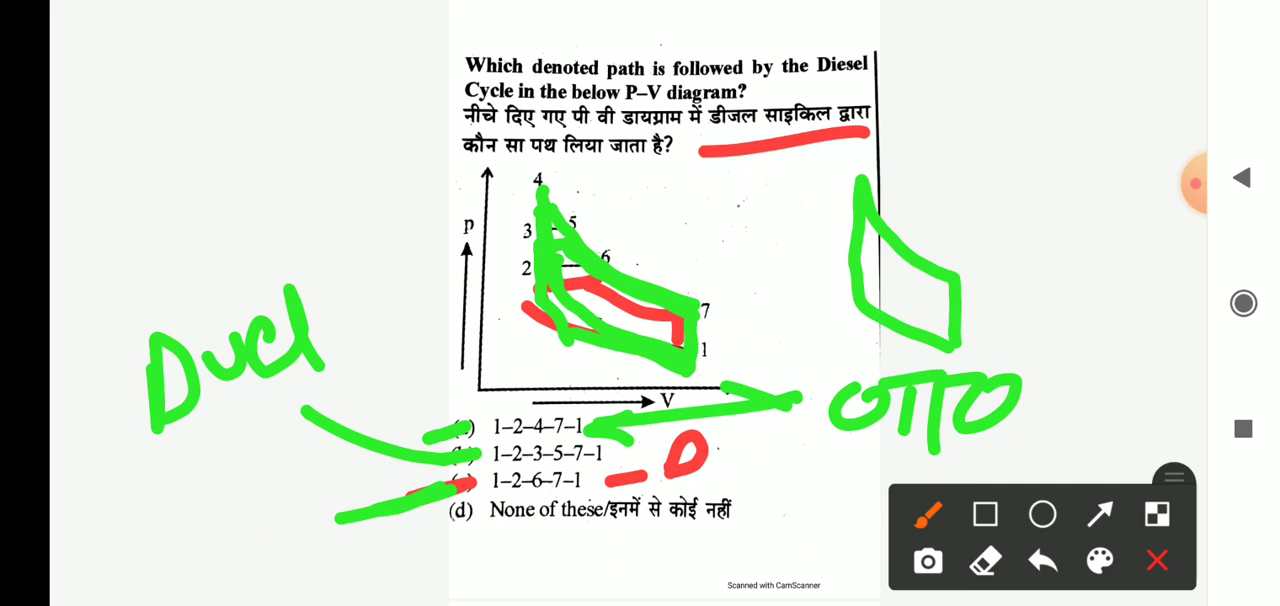 Which denoted path is followed by the Diesel
Cycle in the below P–V diagram?
नीचे दिए गए पी वी डायग्राम में डीजल साइकिल द्वारा
कौन सा पथ लिया जाता है?
4
P
3
5
2
6
7
1
V
Duel
OTTO
1–2–4–7–1
1–2–3–5–7–1
1–2–6–7–1
D
(d) None of these/इनमें से कोई नहीं
Scanned with CamScanner